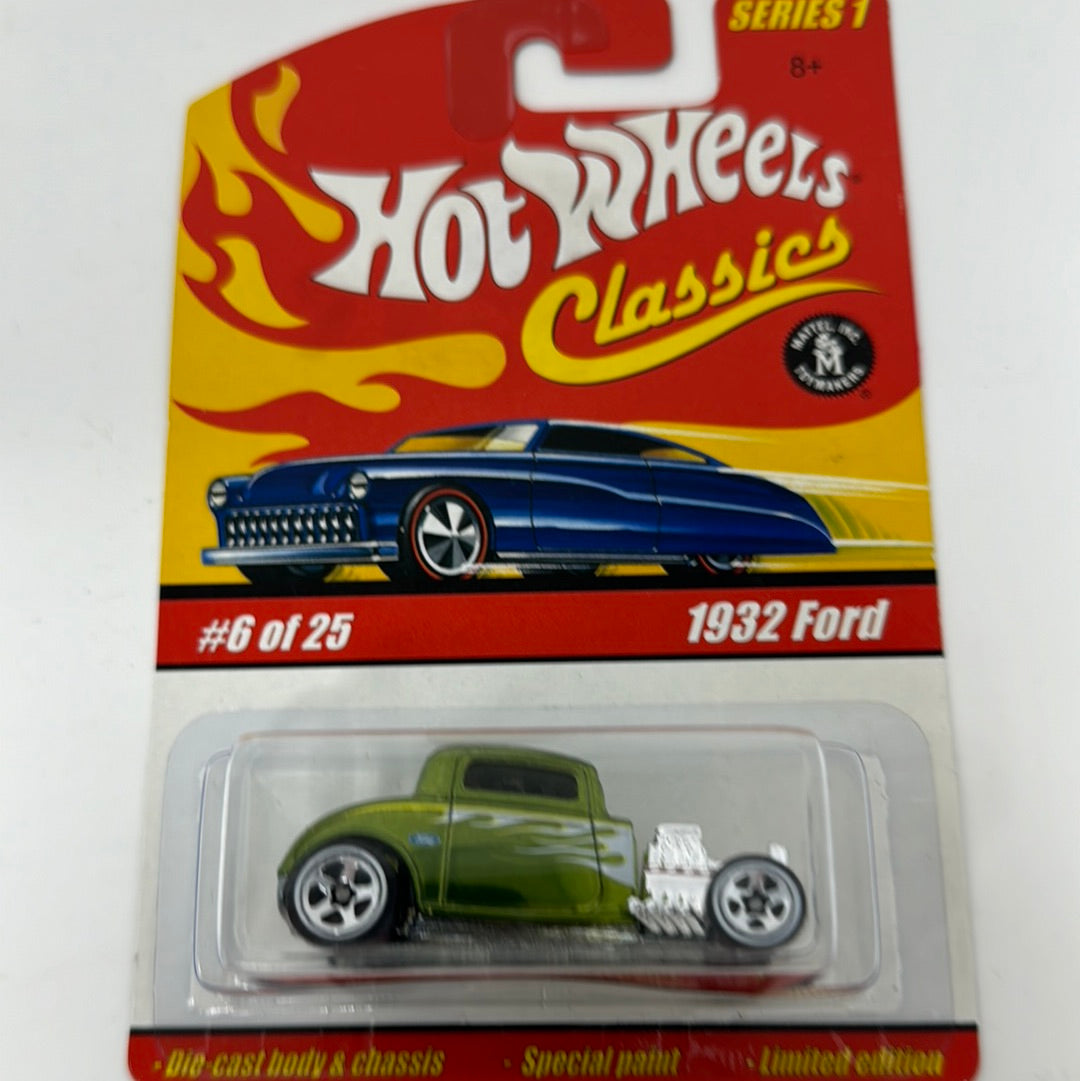 SERIES 1
8+
Hot Wheels
Classics
MATTEL, INC.
M
TOYMAKERS
®
#6 of 25
1932 Ford
· Die-cast body & chassis · Special paint · Limited edition